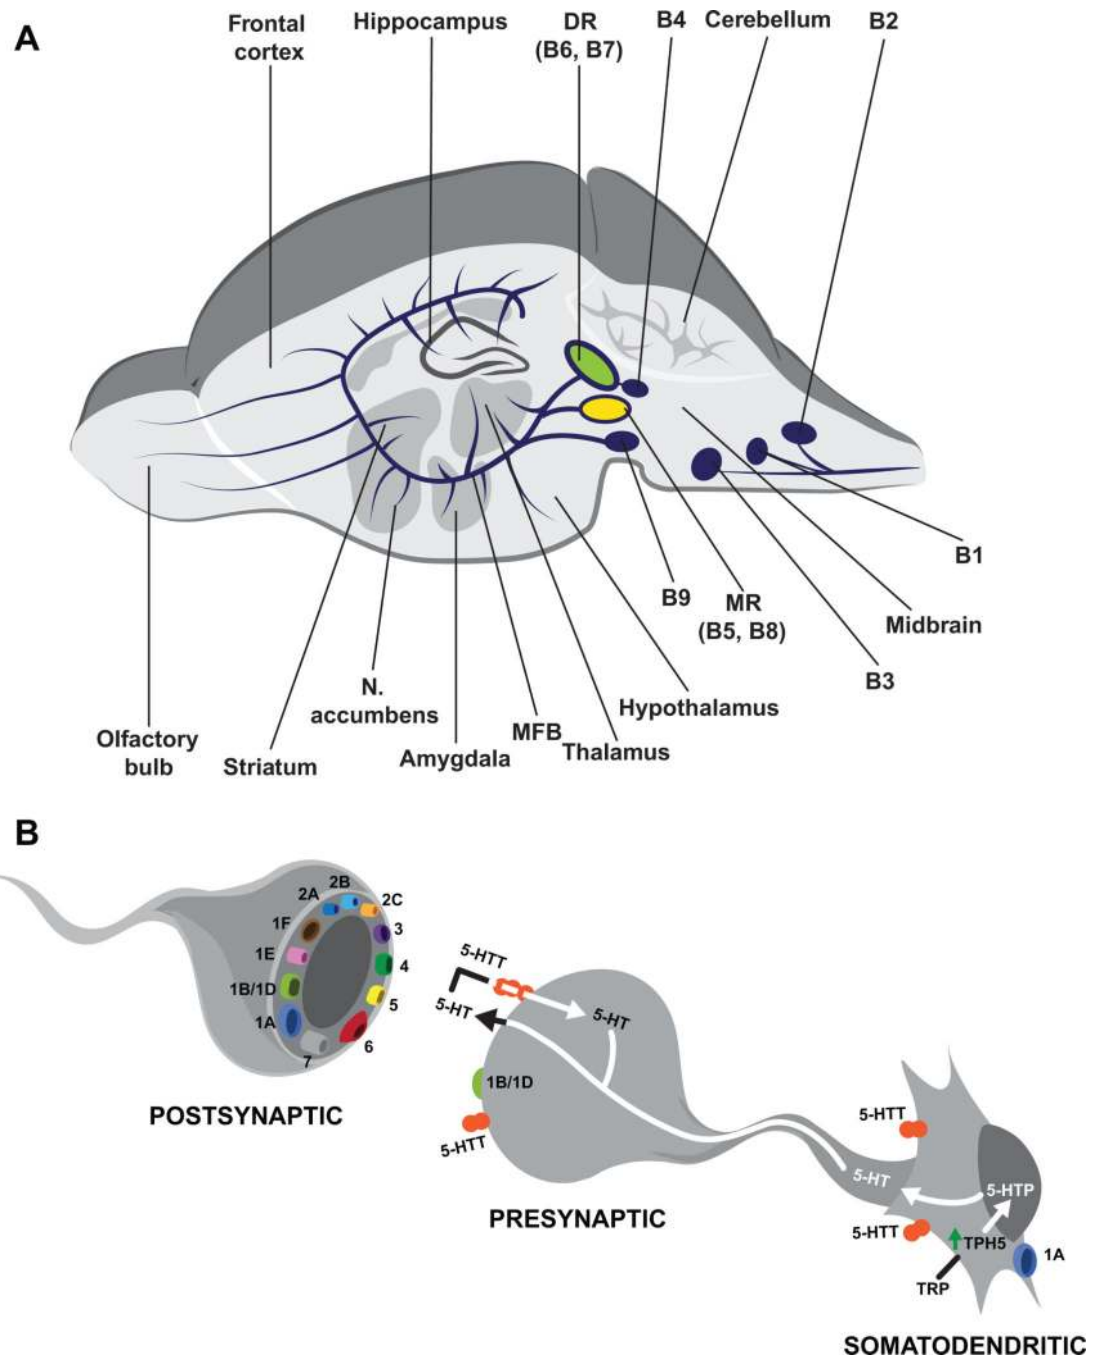 A
Frontal
cortex
Hippocampus
DR
(B6, B7)
B4
Cerebellum
B2
B1
Midbrain
B9
MR
(B5, B8)
B3
Hypothalamus
N.
accumbens
MFB
Thalamus
Amygdala
Olfactory
bulb
Striatum
B
2B
2A
2C
1F
3
1E
4
1B/1D
5
1A
6
7
POSTSYNAPTIC
5-HTT
5-HT
5-HT
1B/1D
5-HTT
PRESYNAPTIC
5-HTT
5-HT
5-HTP
5-HTT
TPH5
1A
TRP
SOMATODENDRITIC